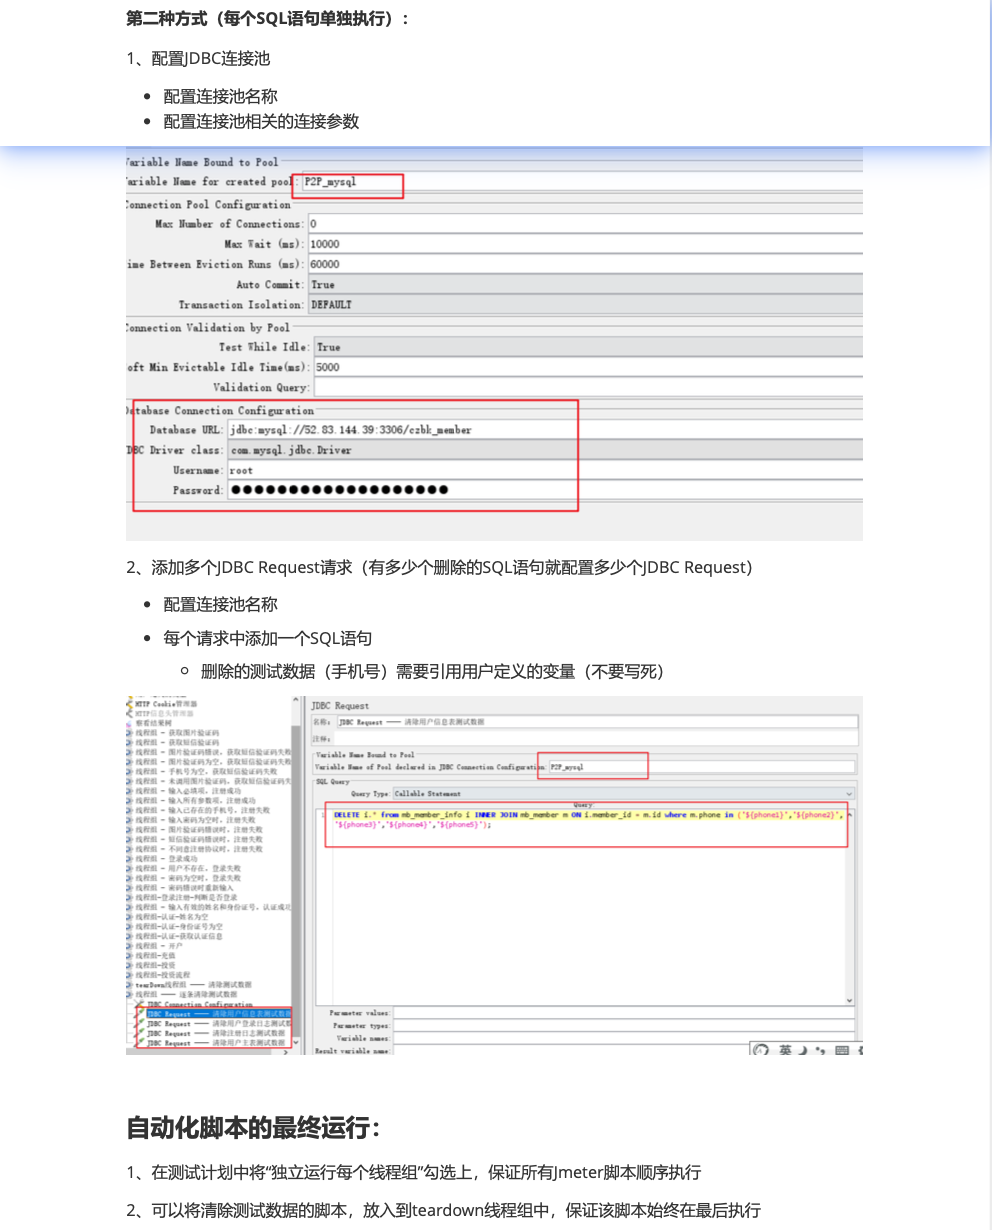 第二种方式（每个SQL语句单独执行）：
1、配置JDBC连接池
配置连接池名称
配置连接池相关的连接参数
Variable Name Bound to Pool
Variable Name for created pool: P2P_mysql
Connection Pool Configuration
Max Number of Connections: 0
Max Wait (ms): 10000
ime Between Eviction Runs (ms): 60000
Auto Commit: True
Transaction Isolation: DEFAULT
Connection Validation by Pool
Test While Idle: True
oft Min Evictable Idle Time(ms): 5000
Validation Query:
Database Connection Configuration
Database URL: jdbc:mysql://52.83.144.39:3306/czbk_member
DBC Driver class: com.mysql.jdbc.Driver
Username: root
Password: ●●●●●●●●●●●●●●●●●●●
2、添加多个JDBC Request请求（有多少个删除的SQL语句就配置多少个JDBC Request）
配置连接池名称
每个请求中添加一个SQL语句
删除的测试数据（手机号）需要引用用户定义的变量（不要写死）
HTTP Cookie管理器
HTTP信息头管理器
察看结果树
线程组 - 获取图片验证码
线程组 - 获取短信验证码
线程组 - 图片验证码错误，获取短信验证码失败
线程组 - 图片验证码为空，获取短信验证码失败
线程组 - 手机号为空，获取短信验证码失败
线程组 - 未调用图片验证码，获取短信验证码失
线程组 - 输入必填项，注册成功
线程组 - 输入所有参数项，注册成功
线程组 - 输入已存在的手机号，注册失败
线程组 - 输入密码为空时，注册失败
线程组 - 图片验证码错误时，注册失败
线程组 - 短信验证码错误时，注册失败
线程组 - 不同意注册协议时，注册失败
线程组 - 登录成功
线程组 - 用户不存在，登录失败
线程组 - 密码为空时，登录失败
线程组 - 密码错误时重新输入
线程组-登录注册-判断是否登录
线程组 - 输入有效的姓名和身份证号，认证成功
线程组-认证-姓名为空
线程组-认证-身份证号为空
线程组-认证-获取认证信息
线程组 - 开户
线程组-充值
线程组-投资
线程组-投资流程
tearDown线程组 —— 清除测试数据
线程组 —— 逐条清除测试数据
JDBC Connection Configuration
JDBC Request —— 清除用户信息表测试数据
JDBC Request —— 清除用户登录日志测试数
JDBC Request —— 清除注册日志测试数据
JDBC Request —— 清除用户主表测试数据
JDBC Request
名称: JDBC Request —— 清除用户信息表测试数据
注释:
Variable Name Bound to Pool
Variable Name of Pool declared in JDBC Connection Configuration: P2P_mysql
SQL Query
Query Type: Callable Statement
Query:
1 DELETE i.* from mb_member_info i INNER JOIN mb_member m ON i.member_id = m.id where m.phone in ('${phone1}','${phone2}',
'${phone3}','${phone4}','${phone5}');
Parameter values:
Parameter types:
Variable names:
Result variable name:
英
自动化脚本的最终运行：
1、在测试计划中将“独立运行每个线程组”勾选上，保证所有Jmeter脚本顺序执行
2、可以将清除测试数据的脚本，放入到teardown线程组中，保证该脚本始终在最后执行